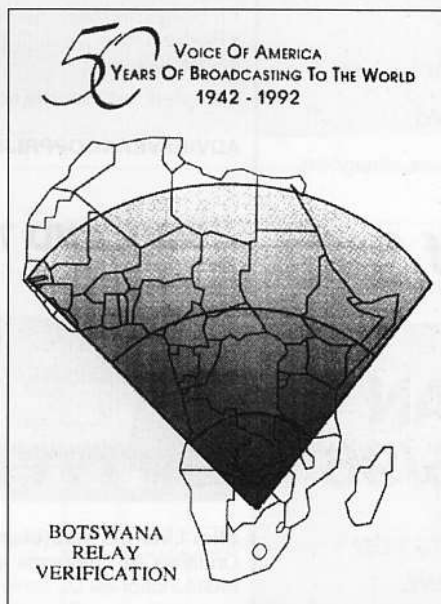 50 VOICE OF AMERICA
YEARS OF BROADCASTING TO THE WORLD
1942 - 1992
BOTSWANA
RELAY
VERIFICATION